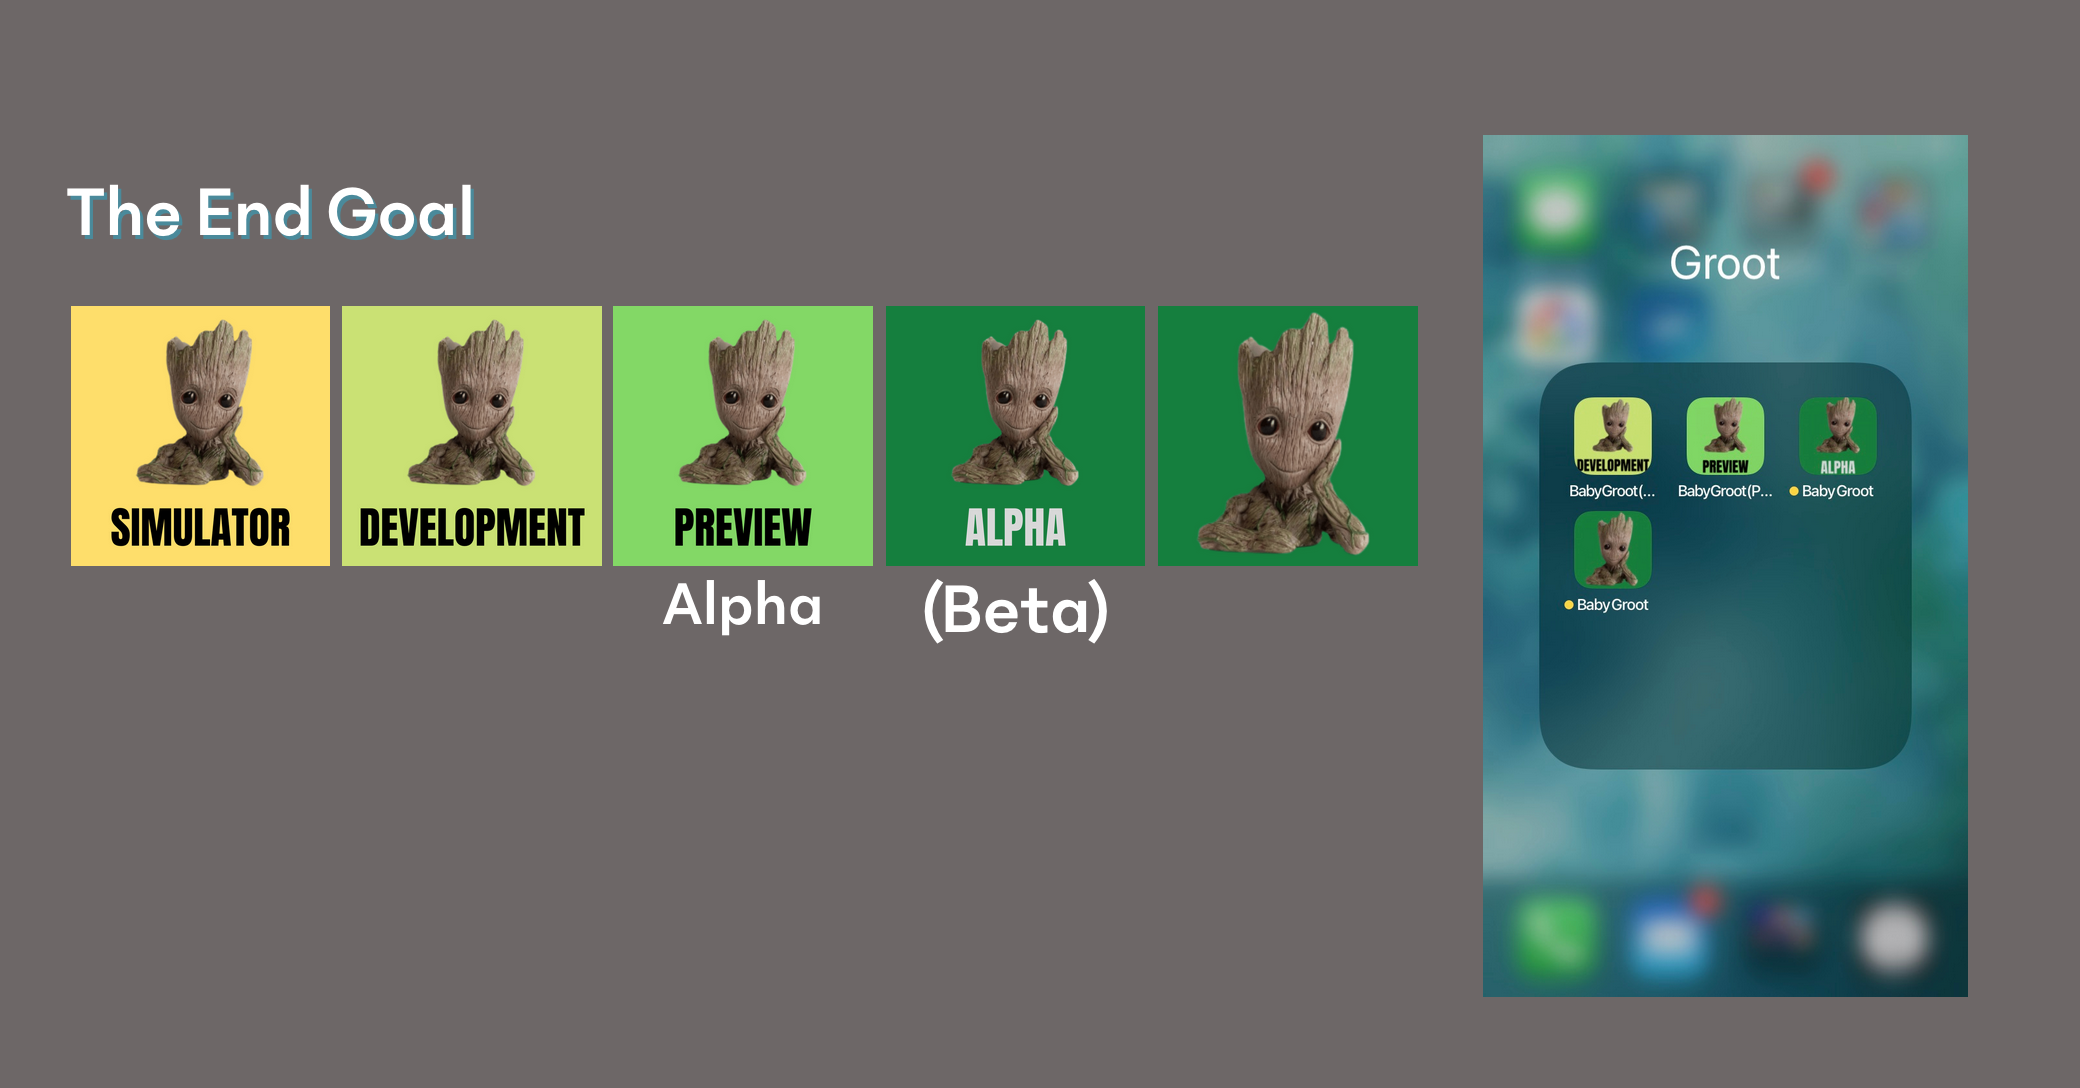 The End Goal
SIMULATOR
DEVELOPMENT
PREVIEW
ALPHA
Alpha
(Beta)
Groot
DEVELOPMENT
PREVIEW
ALPHA
BabyGroot(...
BabyGroot(P...
Baby Groot
Baby Groot